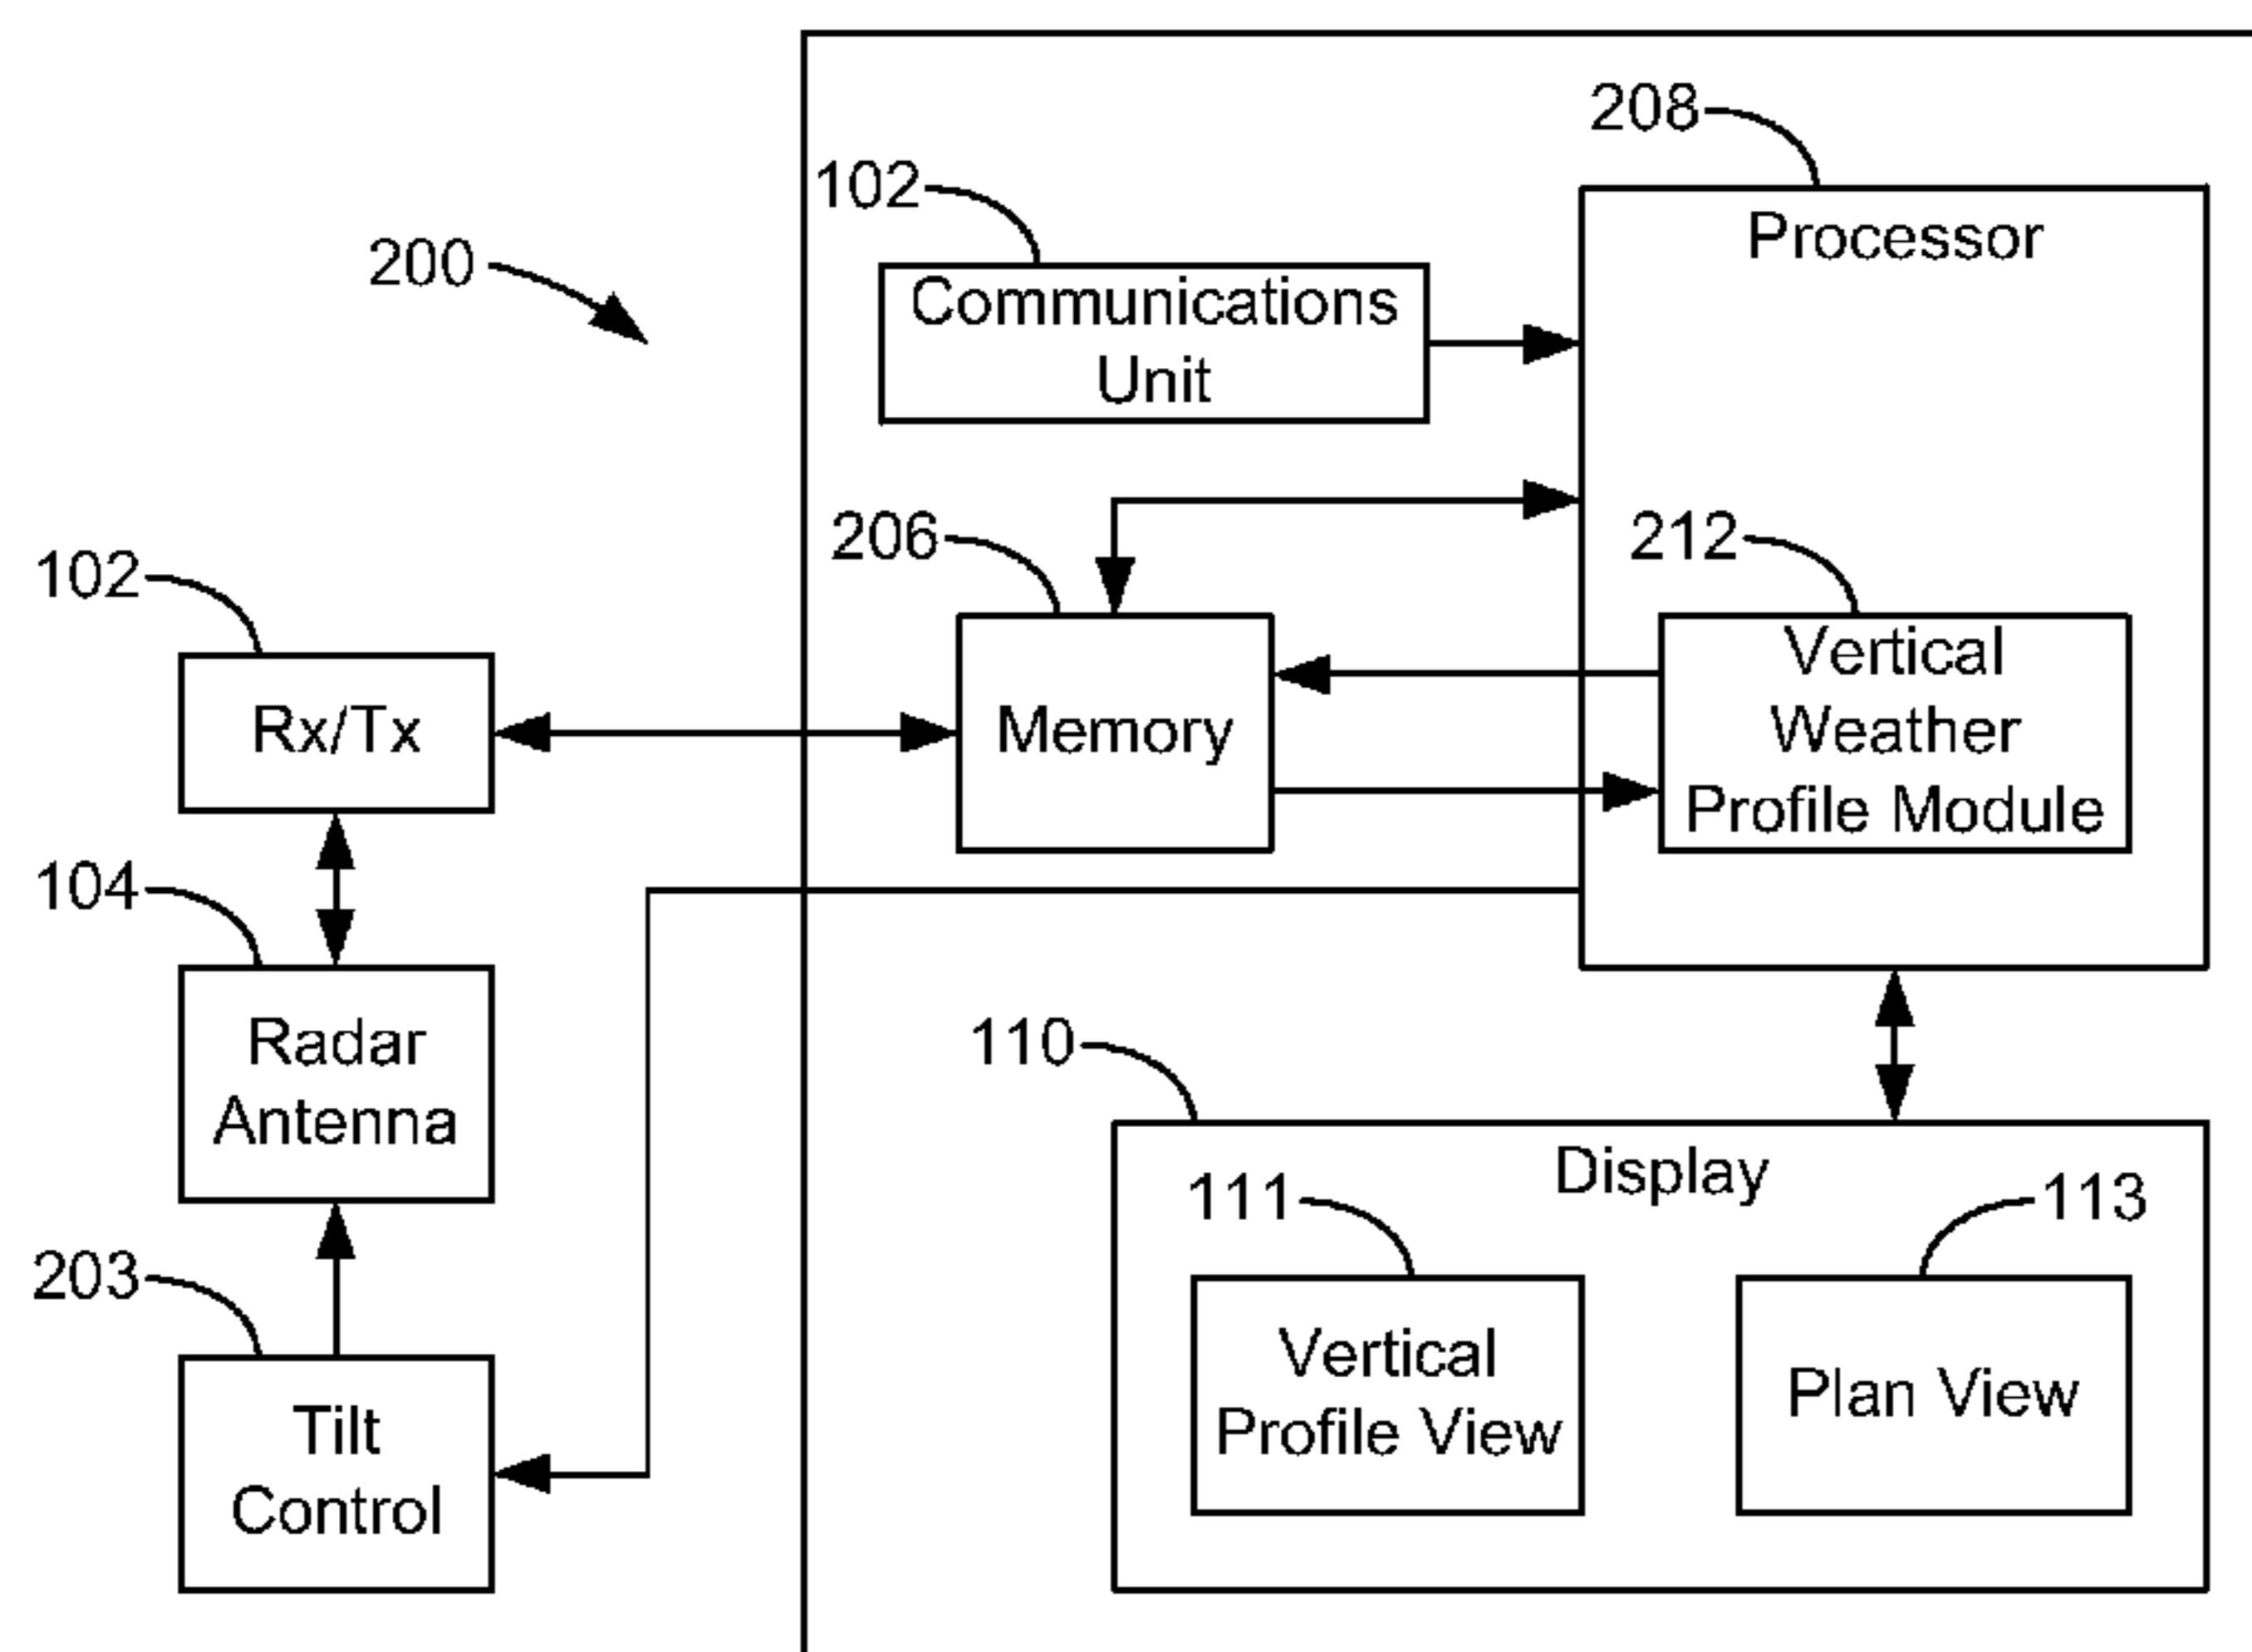 208
102
Processor
200
Communications
Unit
206
212
102
Vertical
Rx/Tx
Memory
Weather
Profile Module
104
Radar
Antenna
110
Display
111
113
203
Vertical
Profile View
Plan View
Tilt
Control